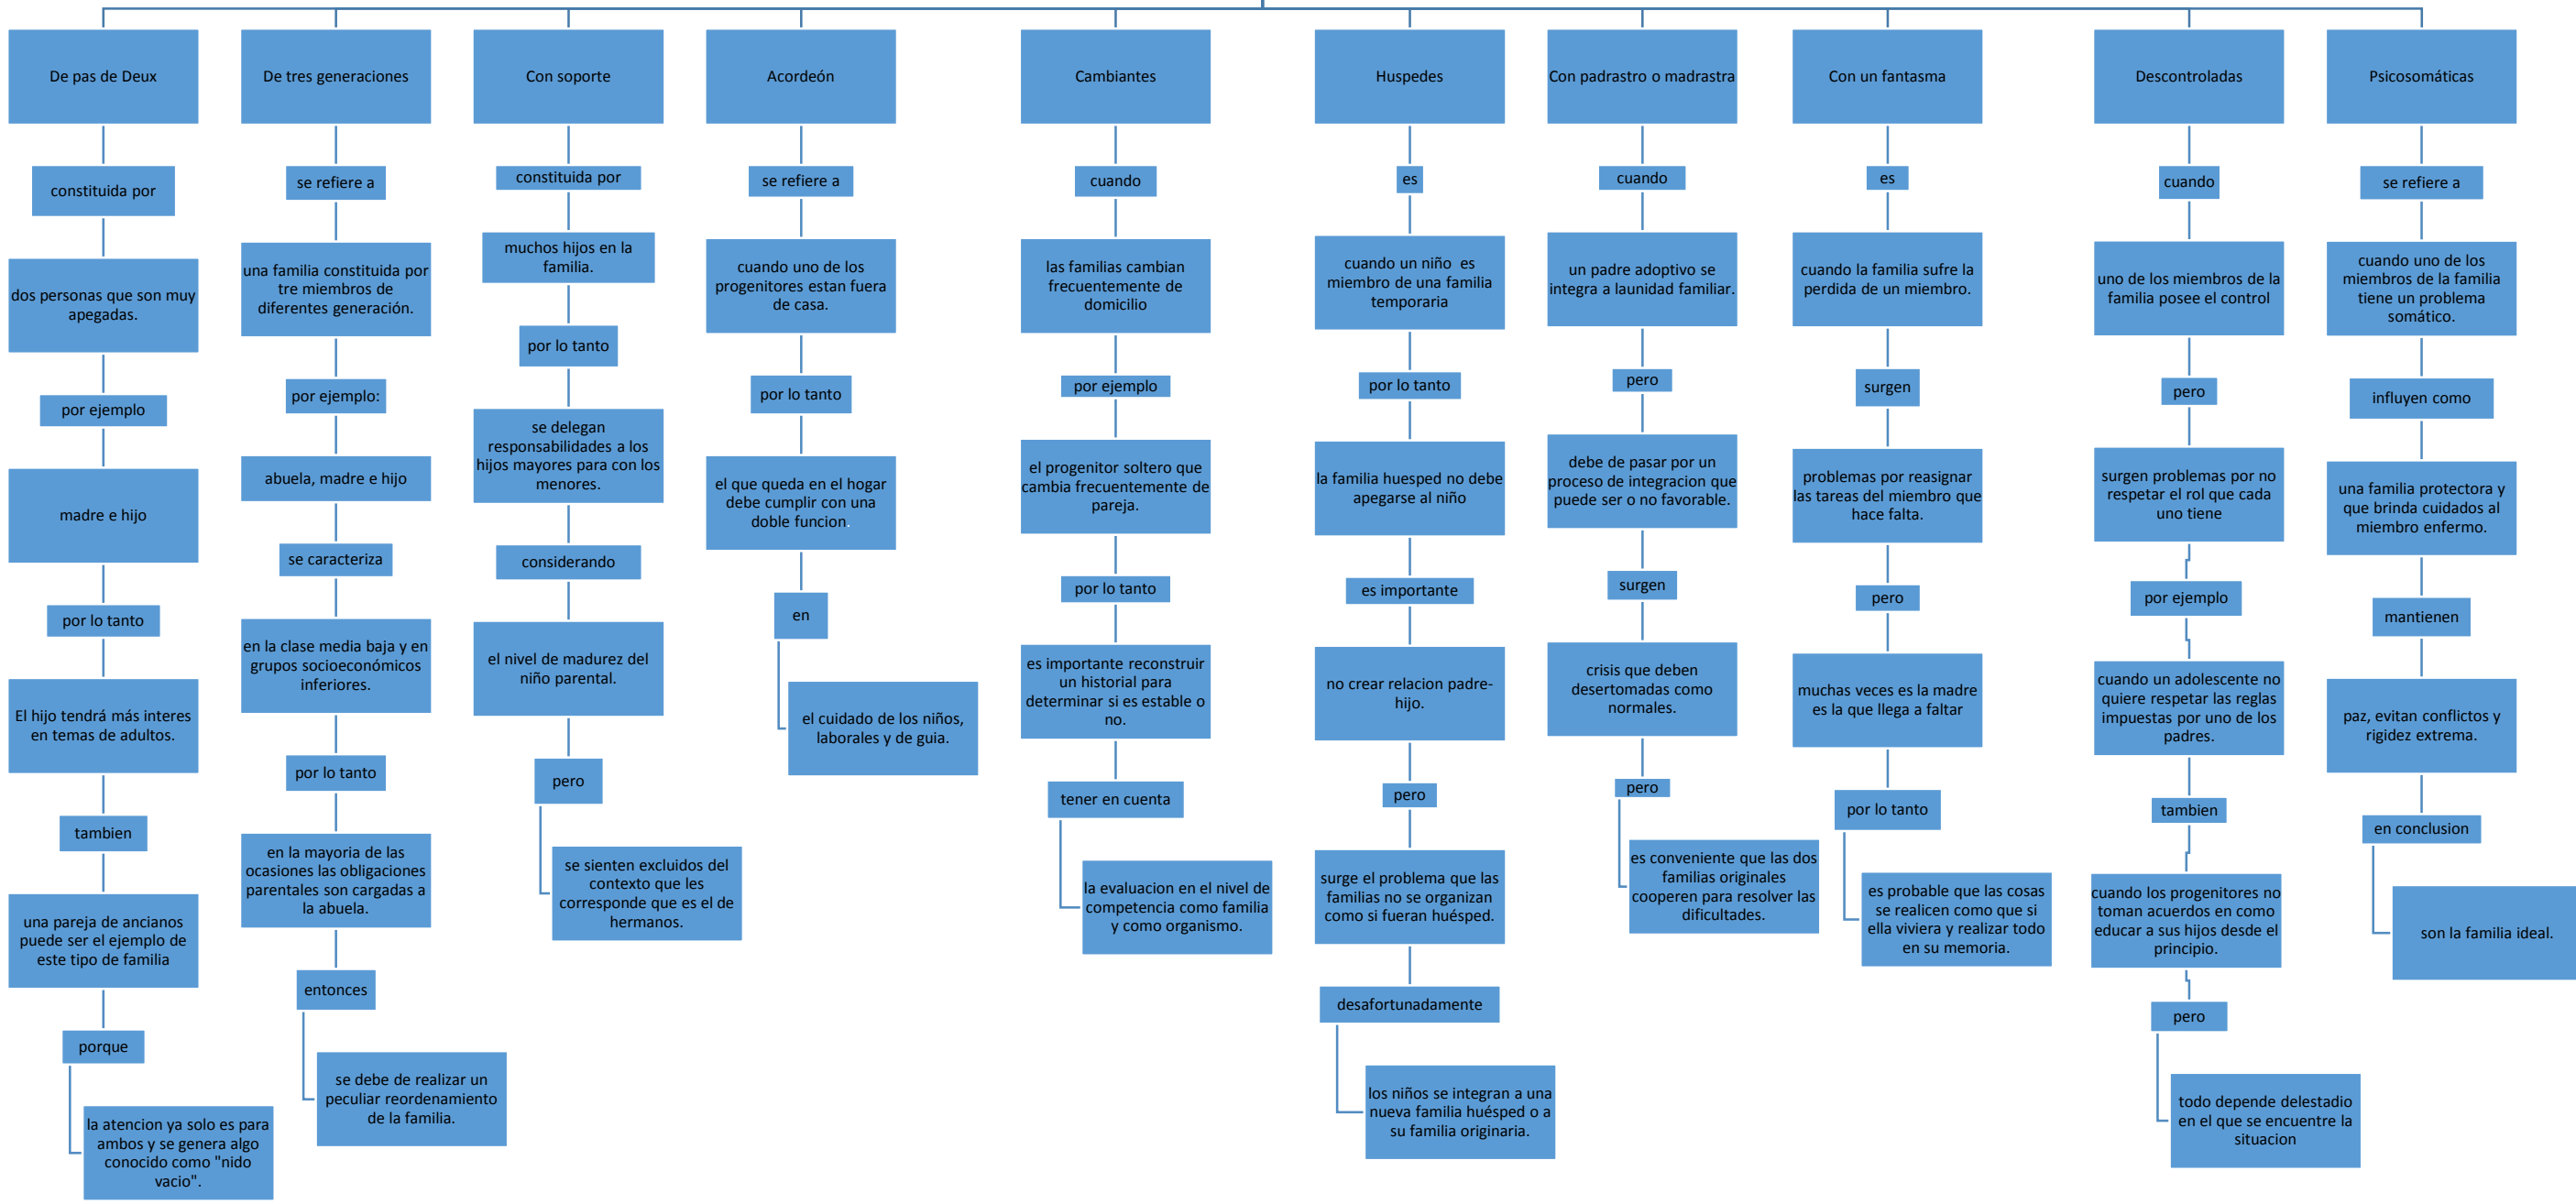 De pas de Deux
constituida por
dos personas que son muy
apegadas.
por ejemplo
madre e hijo
por lo tanto
El hijo tendrá más interes
en temas de adultos.
tambien
una pareja de ancianos
puede ser el ejemplo de
este tipo de familia
porque
la atencion ya solo es para
ambos y se genera algo
conocido como "nido
vacio".
De tres generaciones
se refiere a
una familia constituida por
tre miembros de
diferentes generación.
por ejemplo:
abuela, madre e hijo
se caracteriza
en la clase media baja y en
grupos socioeconómicos
inferiores.
por lo tanto
en la mayoria de las
ocasiones las obligaciones
parentales son cargadas a
la abuela.
entonces
se debe de realizar un
peculiar reordenamiento
de la familia.
Con soporte
constituida por
muchos hijos en la
familia.
por lo tanto
se delegan
responsabilidades a los
hijos mayores para con los
menores.
considerando
el nivel de madurez del
niño parental.
pero
se sienten excluidos del
contexto que les
corresponde que es el de
hermanos.
Acordeón
se refiere a
cuando uno de los
progenitores estan fuera
de casa.
por lo tanto
el que queda en el hogar
debe cumplir con una
doble funcion.
en
el cuidado de los niños,
laborales y de guia.
Cambiantes
cuando
las familias cambian
frecuentemente de
domicilio
por ejemplo
el progenitor soltero que
cambia frecuentemente de
pareja.
por lo tanto
es importante reconstruir
un historial para
determinar si es estable o
no.
tener en cuenta
la evaluacion en el nivel de
competencia como familia
y como organismo.
Huspedes
es
cuando un niño es
miembro de una familia
temporaria
por lo tanto
la familia huesped no debe
apegarse al niño
es importante
no crear relacion padre-
hijo.
pero
surge el problema que las
familias no se organizan
como si fueran huésped.
desafortunadamente
los niños se integran a una
nueva familia huésped o a
su familia originaria.
Con padrastro o madrastra
cuando
un padre adoptivo se
integra a launidad familiar.
pero
debe de pasar por un
proceso de integracion que
puede ser o no favorable.
surgen
crisis que deben
desertomadas como
normales.
pero
es conveniente que las dos
familias originales
cooperen para resolver las
dificultades.
Con un fantasma
es
cuando la familia sufre la
perdida de un miembro.
surgen
problemas por reasignar
las tareas del miembro que
hace falta.
pero
muchas veces es la madre
es la que llega a faltar
por lo tanto
es probable que las cosas
se realicen como que si
ella viviera y realizar todo
en su memoria.
Descontroladas
cuando
uno de los miembros de la
familia posee el control
pero
surgen problemas por no
respetar el rol que cada
uno tiene
por ejemplo
cuando un adolescente no
quiere respetar las reglas
impuestas por uno de los
padres.
tambien
cuando los progenitores no
toman acuerdos en como
educar a sus hijos desde el
principio.
pero
todo depende delestadio
en el que se encuentre la
situacion
Psicosomáticas
se refiere a
cuando uno de los
miembros de la familia
tiene un problema
somático.
influyen como
una familia protectora y
que brinda cuidados al
miembro enfermo.
mantienen
paz, evitan conflictos y
rigidez extrema.
en conclusion
son la familia ideal.